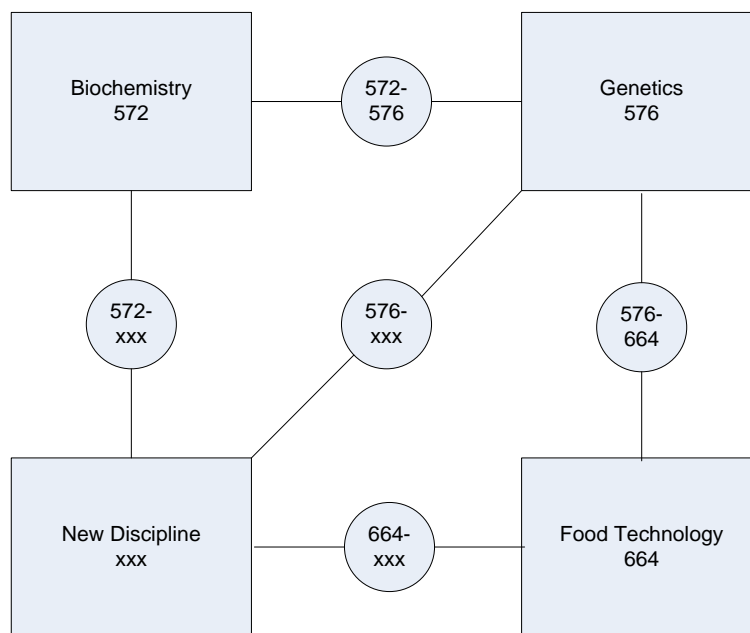 Biochemistry
572
572-
576
Genetics
576
572-
xxx
576-
xxx
576-
664
New Discipline
xxx
664-
xxx
Food Technology
664